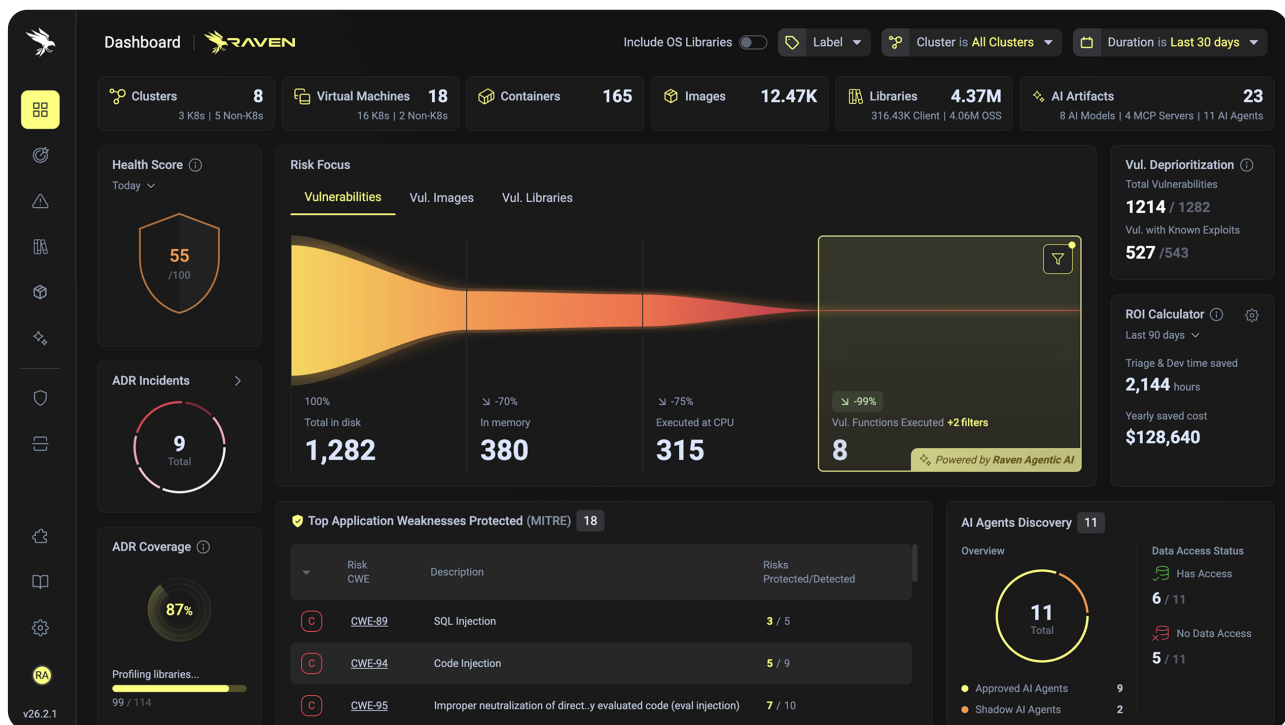 Dashboard
RAVEN
Include OS Libraries
Label
Cluster is All Clusters
Duration is Last 30 days
Clusters 8
3 K8s | 5 Non-K8s
Virtual Machines 18
16 K8s | 2 Non-K8s
Containers 165
Images 12.47K
Libraries 4.37M
316.43K Client | 4.06M OSS
AI Artifacts 23
8 AI Models | 4 MCP Servers | 11 AI Agents
Health Score
Today
55
/100
ADR Incidents
9
Total
ADR Coverage
87%
Profiling libraries...
99 / 114
Risk Focus
Vulnerabilities
Vul. Images
Vul. Libraries
100%
Total in disk
1,282
-70%
In memory
380
-75%
Executed at CPU
315
-99%
Vul. Functions Executed +2 filters
8
Powered by Raven Agentic AI
Vul. Deprioritization
Total Vulnerabilities
1214 / 1282
Vul. with Known Exploits
527 /543
ROI Calculator
Last 90 days
Triage & Dev time saved
2,144 hours
Yearly saved cost
$128,640
Top Application Weaknesses Protected (MITRE) 18
Risk
CWE
Description
Risks
Protected/Detected
C CWE-89 SQL Injection 3 / 5
C CWE-94 Code Injection 5 / 9
C CWE-95 Improper neutralization of direct..y evaluated code (eval injection) 7 / 10
AI Agents Discovery 11
Overview
11
Total
Approved AI Agents 9
Shadow AI Agents 2
Data Access Status
Has Access
6 / 11
No Data Access
5 / 11
RA
v26.2.1